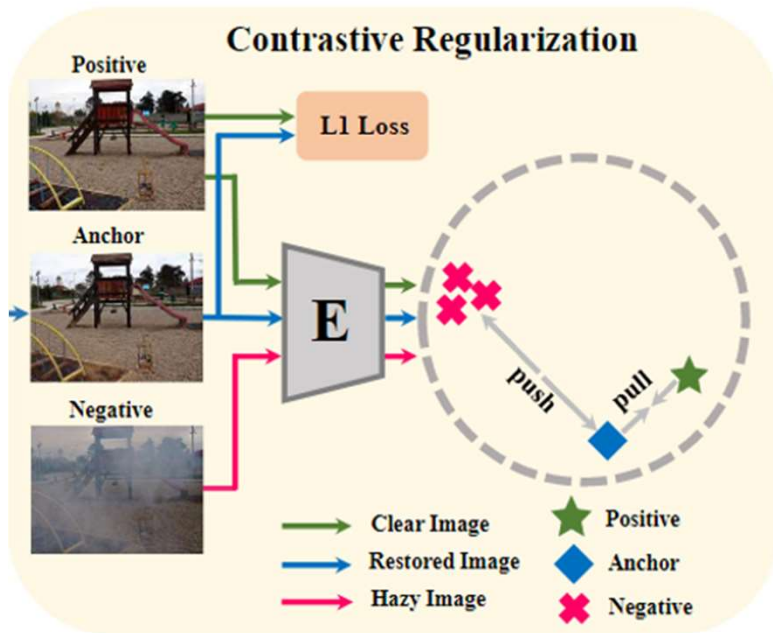 Contrastive Regularization
Positive
L1 Loss
Anchor
E
push
pull
Negative
Clear Image
Positive
Restored Image
Anchor
Hazy Image
Negative